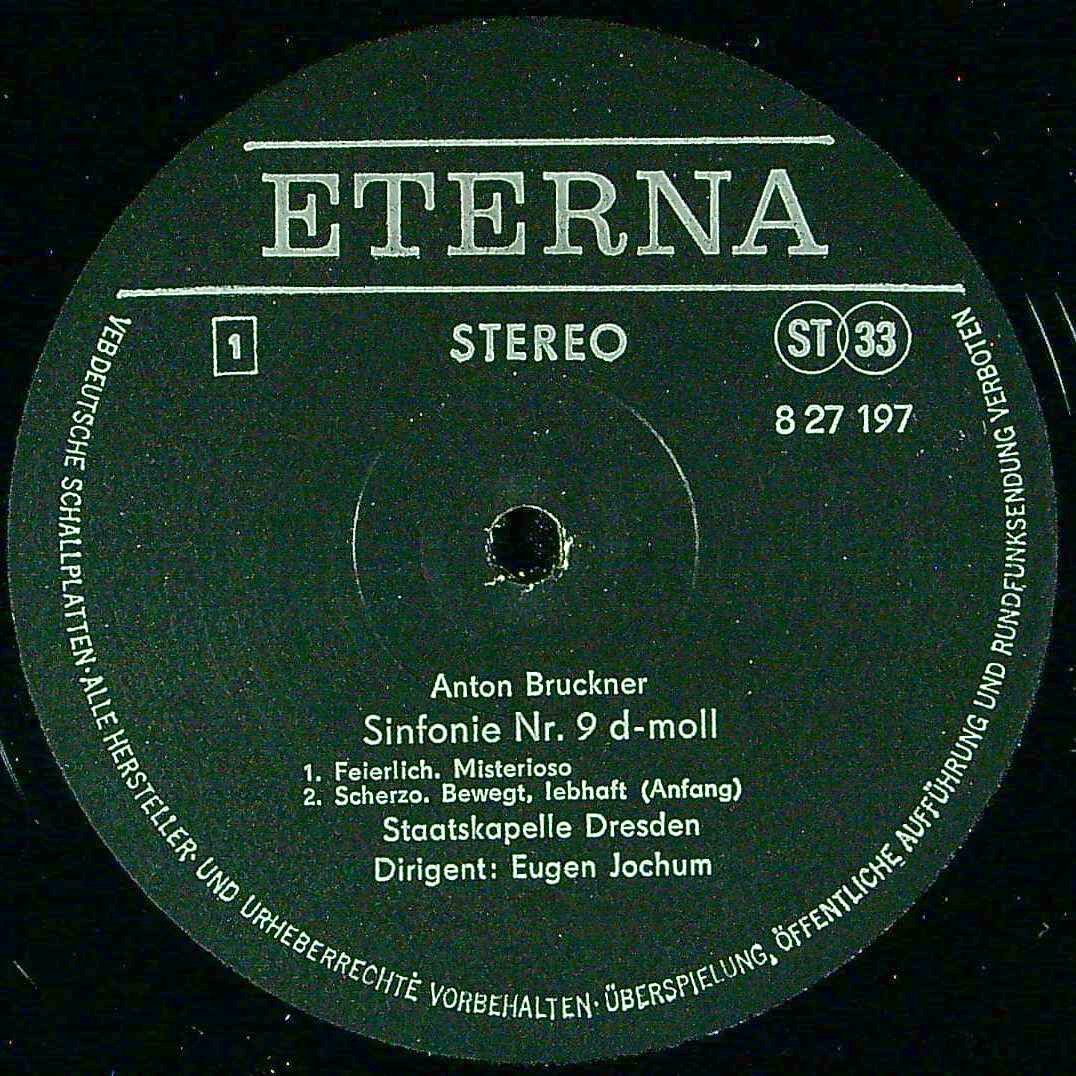 ETERNA
1
STEREO
ST 33
8 27 197
Anton Bruckner
Sinfonie Nr. 9 d-moll
1. Feierlich. Misterioso
2. Scherzo. Bewegt, lebhaft (Anfang)
Staatskapelle Dresden
Dirigent: Eugen Jochum
VEB DEUTSCHE SCHALLPLATTEN · ALLE HERSTELLER- UND URHEBERRECHTE VORBEHALTEN · ÜBERSPIELUNG, ÖFFENTLICHE AUFFÜHRUNG UND RUNDFUNKSENDUNG VERBOTEN